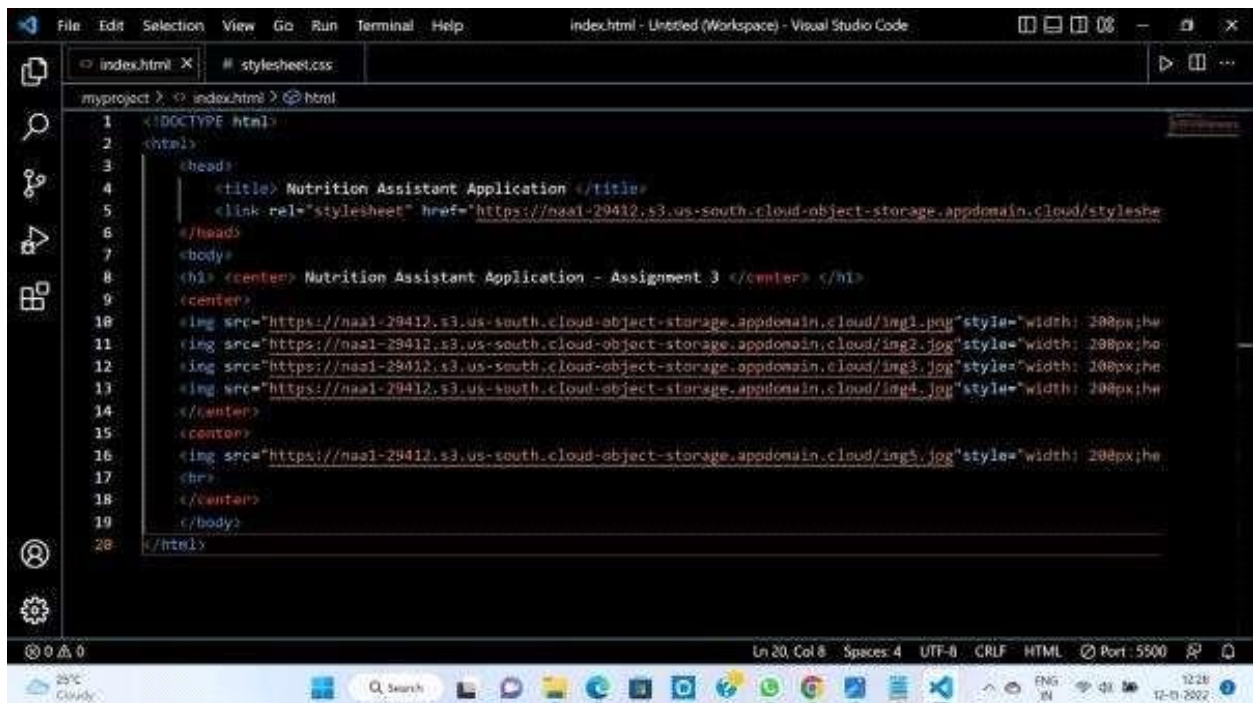 File Edit Selection View Go Run Terminal Help index.html - Untitled (Workspace) - Visual Studio Code
index.html # stylesheet.css
myproject > index.html > html
1 <!DOCTYPE html>
2 <html>
3 <head>
4 <title> Nutrition Assistant Application </title>
5 <link rel="stylesheet" href="https://naa1-29412.s3.us-south.cloud-object-storage.appdomain.cloud/styleshe
6 </head>
7 <body>
8 <h1> <center> Nutrition Assistant Application - Assignment 3 </center> </h1>
9 <center>
10 <img src="https://naa1-29412.s3.us-south.cloud-object-storage.appdomain.cloud/img1.png"style="width: 200px;he
11 <img src="https://naa1-29412.s3.us-south.cloud-object-storage.appdomain.cloud/img2.jpg"style="width: 200px;he
12 <img src="https://naa1-29412.s3.us-south.cloud-object-storage.appdomain.cloud/img3.jpg"style="width: 200px;he
13 <img src="https://naa1-29412.s3.us-south.cloud-object-storage.appdomain.cloud/img4.jpg"style="width: 200px;he
14 </center>
15 <center>
16 <img src="https://naa1-29412.s3.us-south.cloud-object-storage.appdomain.cloud/img5.jpg"style="width: 200px;he
17 <br>
18 </center>
19 </body>
20 </html>
0 0 Ln 20, Col 8 Spaces: 4 UTF-8 CRLF HTML Port : 5500
25°C Search ENG 12:28
Cloudy IN 12-11-2022